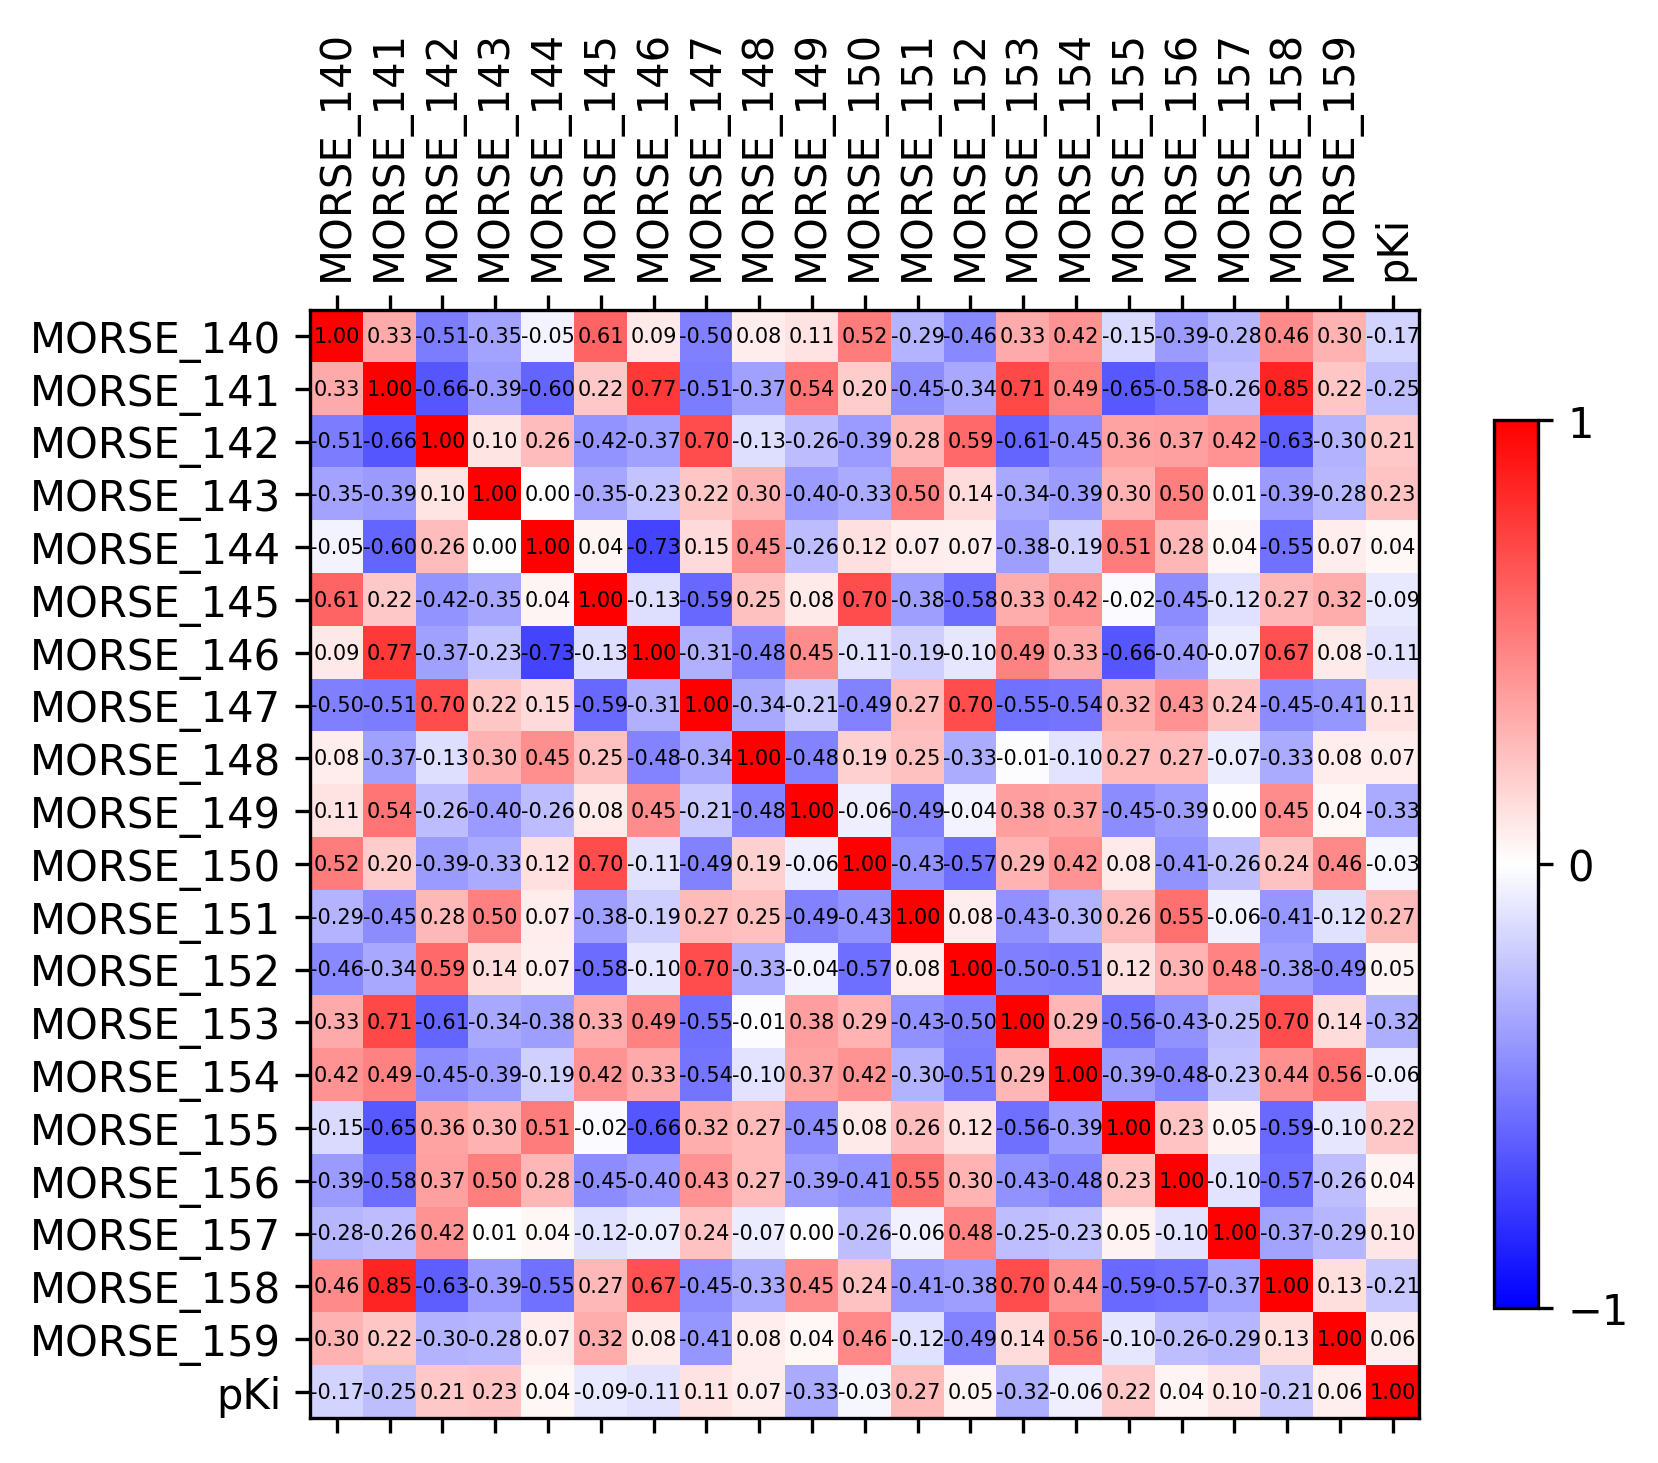 MORSE_140 MORSE_141 MORSE_142 MORSE_143 MORSE_144 MORSE_145 MORSE_146 MORSE_147 MORSE_148 MORSE_149 MORSE_150 MORSE_151 MORSE_152 MORSE_153 MORSE_154 MORSE_155 MORSE_156 MORSE_157 MORSE_158 MORSE_159 pKi
MORSE_140 1.00 0.33 -0.51 -0.35 -0.05 0.61 0.09 -0.50 0.08 0.11 0.52 -0.29 -0.46 0.33 0.42 -0.15 -0.39 -0.28 0.46 0.30 -0.17
MORSE_141 0.33 1.00 -0.66 -0.39 -0.60 0.22 0.77 -0.51 -0.37 0.54 0.20 -0.45 -0.34 0.71 0.49 -0.65 -0.58 -0.26 0.85 0.22 -0.25
MORSE_142 -0.51 -0.66 1.00 0.10 0.26 -0.42 -0.37 0.70 -0.13 -0.26 -0.39 0.28 0.59 -0.61 -0.45 0.36 0.37 0.42 -0.63 -0.30 0.21
MORSE_143 -0.35 -0.39 0.10 1.00 0.00 -0.35 -0.23 0.22 0.30 -0.40 -0.33 0.50 0.14 -0.34 -0.39 0.30 0.50 0.01 -0.39 -0.28 0.23
MORSE_144 -0.05 -0.60 0.26 0.00 1.00 0.04 -0.73 0.15 0.45 -0.26 0.12 0.07 0.07 -0.38 -0.19 0.51 0.28 0.04 -0.55 0.07 0.04
MORSE_145 0.61 0.22 -0.42 -0.35 0.04 1.00 -0.13 -0.59 0.25 0.08 0.70 -0.38 -0.58 0.33 0.42 -0.02 -0.45 -0.12 0.27 0.32 -0.09
MORSE_146 0.09 0.77 -0.37 -0.23 -0.73 -0.13 1.00 -0.31 -0.48 0.45 -0.11 -0.19 -0.10 0.49 0.33 -0.66 -0.40 -0.07 0.67 0.08 -0.11
MORSE_147 -0.50 -0.51 0.70 0.22 0.15 -0.59 -0.31 1.00 -0.34 -0.21 -0.49 0.27 0.70 -0.55 -0.54 0.32 0.43 0.24 -0.45 -0.41 0.11
MORSE_148 0.08 -0.37 -0.13 0.30 0.45 0.25 -0.48 -0.34 1.00 -0.48 0.19 0.25 -0.33 -0.01 -0.10 0.27 0.27 -0.07 -0.33 0.08 0.07
MORSE_149 0.11 0.54 -0.26 -0.40 -0.26 0.08 0.45 -0.21 -0.48 1.00 -0.06 -0.49 -0.04 0.38 0.37 -0.45 -0.39 0.00 0.45 0.04 -0.33
MORSE_150 0.52 0.20 -0.39 -0.33 0.12 0.70 -0.11 -0.49 0.19 -0.06 1.00 -0.43 -0.57 0.29 0.42 0.08 -0.41 -0.26 0.24 0.46 -0.03
MORSE_151 -0.29 -0.45 0.28 0.50 0.07 -0.38 -0.19 0.27 0.25 -0.49 -0.43 1.00 0.08 -0.43 -0.30 0.26 0.55 -0.06 -0.41 -0.12 0.27
MORSE_152 -0.46 -0.34 0.59 0.14 0.07 -0.58 -0.10 0.70 -0.33 -0.04 -0.57 0.08 1.00 -0.50 -0.51 0.12 0.30 0.48 -0.38 -0.49 0.05
MORSE_153 0.33 0.71 -0.61 -0.34 -0.38 0.33 0.49 -0.55 -0.01 0.38 0.29 -0.43 -0.50 1.00 0.29 -0.56 -0.43 -0.25 0.70 0.14 -0.32
MORSE_154 0.42 0.49 -0.45 -0.39 -0.19 0.42 0.33 -0.54 -0.10 0.37 0.42 -0.30 -0.51 0.29 1.00 -0.39 -0.48 -0.23 0.44 0.56 -0.06
MORSE_155 -0.15 -0.65 0.36 0.30 0.51 -0.02 -0.66 0.32 0.27 -0.45 0.08 0.26 0.12 -0.56 -0.39 1.00 0.23 0.05 -0.59 -0.10 0.22
MORSE_156 -0.39 -0.58 0.37 0.50 0.28 -0.45 -0.40 0.43 0.27 -0.39 -0.41 0.55 0.30 -0.43 -0.48 0.23 1.00 -0.10 -0.57 -0.26 0.04
MORSE_157 -0.28 -0.26 0.42 0.01 0.04 -0.12 -0.07 0.24 -0.07 0.00 -0.26 -0.06 0.48 -0.25 -0.23 0.05 -0.10 1.00 -0.37 -0.29 0.10
MORSE_158 0.46 0.85 -0.63 -0.39 -0.55 0.27 0.67 -0.45 -0.33 0.45 0.24 -0.41 -0.38 0.70 0.44 -0.59 -0.57 -0.37 1.00 0.13 -0.21
MORSE_159 0.30 0.22 -0.30 -0.28 0.07 0.32 0.08 -0.41 0.08 0.04 0.46 -0.12 -0.49 0.14 0.56 -0.10 -0.26 -0.29 0.13 1.00 0.06
pKi -0.17 -0.25 0.21 0.23 0.04 -0.09 -0.11 0.11 0.07 -0.33 -0.03 0.27 0.05 -0.32 -0.06 0.22 0.04 0.10 -0.21 0.06 1.00
1
0
−1